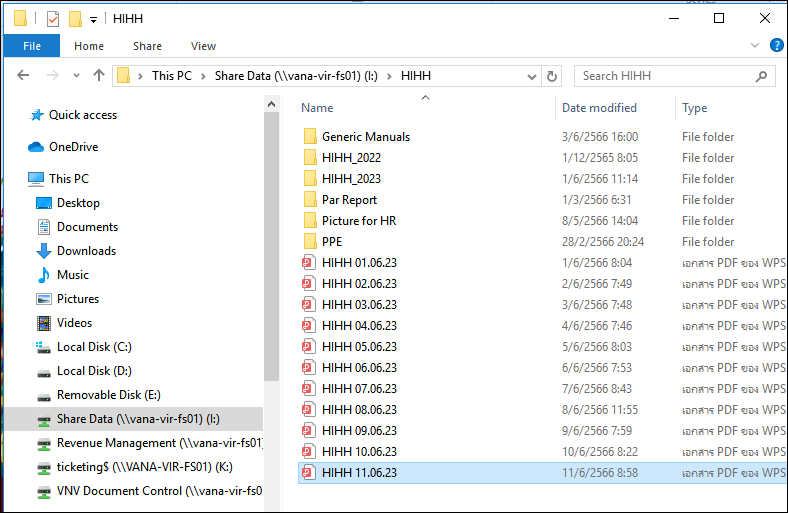 HIHH
File Home Share View
This PC Share Data (\\vana-vir-fs01) (I:) HIHH
Search HIHH
Quick access
OneDrive
This PC
Desktop
Documents
Downloads
Music
Pictures
Videos
Local Disk (C:)
Local Disk (D:)
Removable Disk (E:)
Share Data (\\vana-vir-fs01) (I:)
Revenue Management (\\vana-vir-fs01)
ticketing$ (\\VANA-VIR-FS01) (K:)
VNV Document Control (\\vana-vir-fs0
Name Date modified Type
Generic Manuals 3/6/2566 16:00 File folder
HIHH_2022 1/12/2565 8:05 File folder
HIHH_2023 1/6/2566 11:14 File folder
Par Report 1/3/2566 6:31 File folder
Picture for HR 8/5/2566 14:04 File folder
PPE 28/2/2566 20:24 File folder
HIHH 01.06.23 1/6/2566 8:04 เอกสาร PDF ของ WPS
HIHH 02.06.23 2/6/2566 7:49 เอกสาร PDF ของ WPS
HIHH 03.06.23 3/6/2566 7:48 เอกสาร PDF ของ WPS
HIHH 04.06.23 4/6/2566 7:46 เอกสาร PDF ของ WPS
HIHH 05.06.23 5/6/2566 8:03 เอกสาร PDF ของ WPS
HIHH 06.06.23 6/6/2566 7:53 เอกสาร PDF ของ WPS
HIHH 07.06.23 7/6/2566 8:43 เอกสาร PDF ของ WPS
HIHH 08.06.23 8/6/2566 11:55 เอกสาร PDF ของ WPS
HIHH 09.06.23 9/6/2566 7:59 เอกสาร PDF ของ WPS
HIHH 10.06.23 10/6/2566 8:22 เอกสาร PDF ของ WPS
HIHH 11.06.23 11/6/2566 8:58 เอกสาร PDF ของ WPS